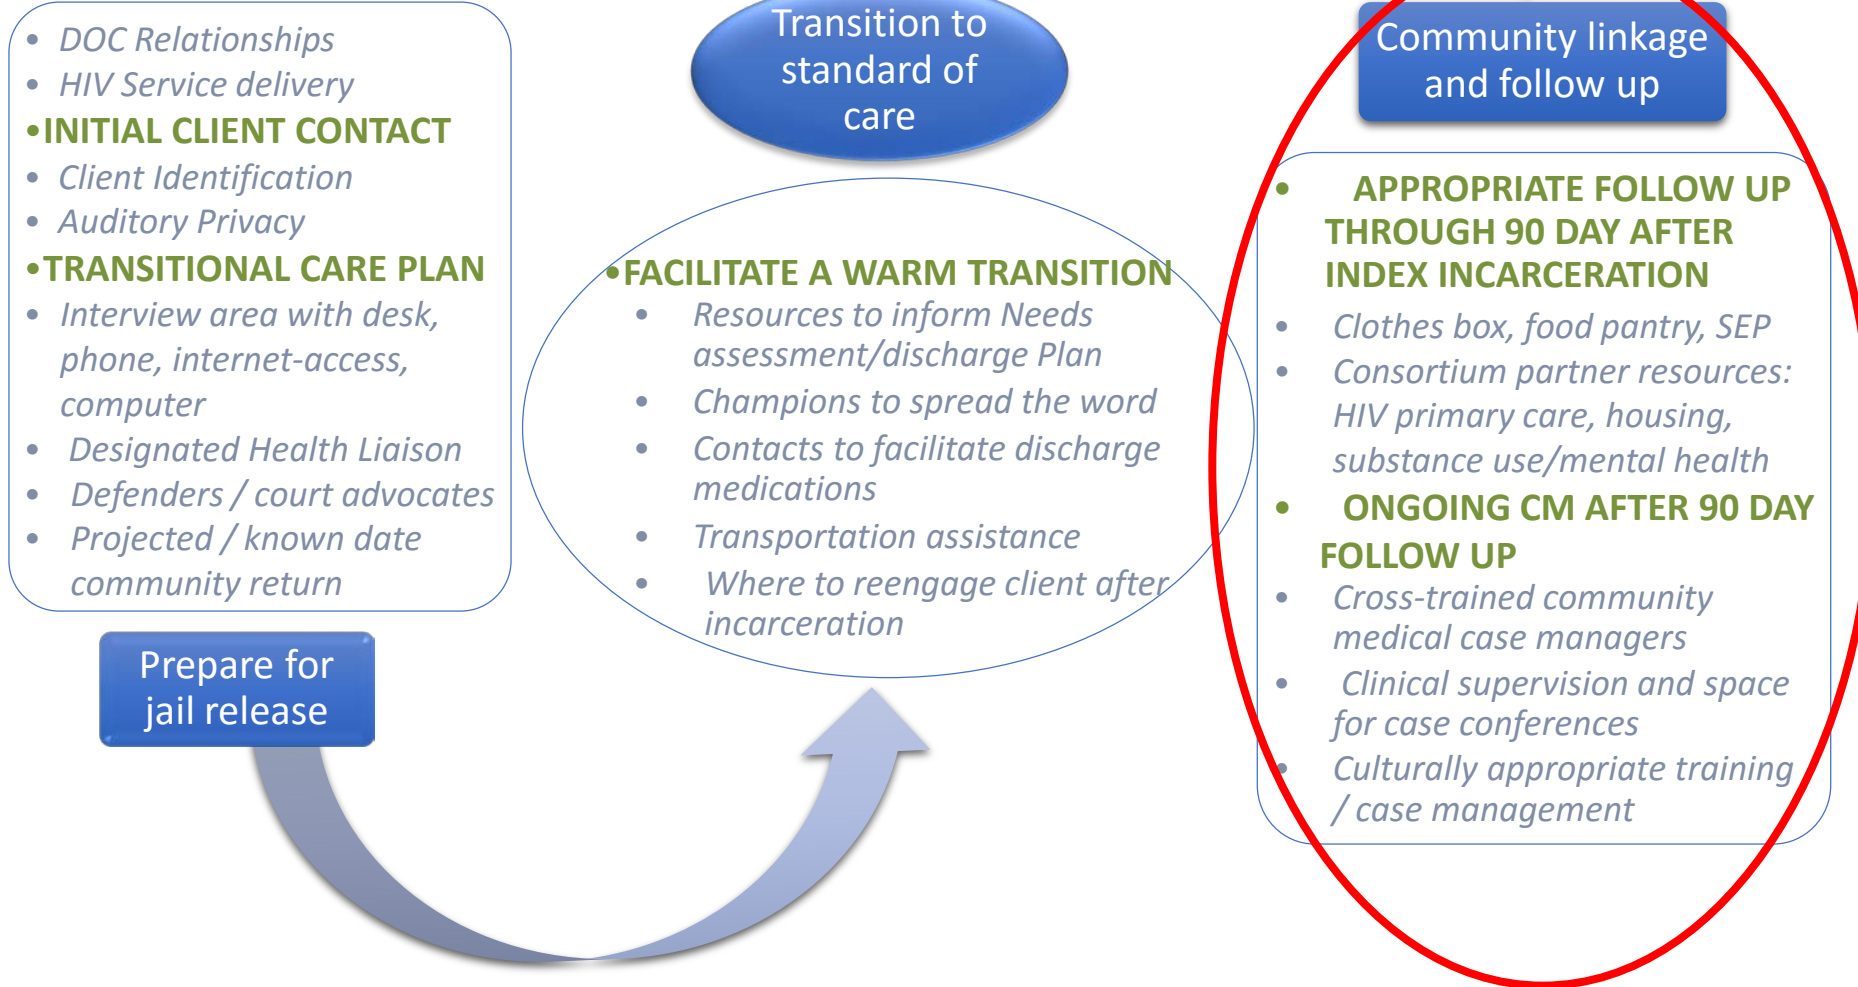 • DOC Relationships
• HIV Service delivery
•INITIAL CLIENT CONTACT
• Client Identification
• Auditory Privacy
•TRANSITIONAL CARE PLAN
• Interview area with desk,
phone, internet-access,
computer
• Designated Health Liaison
• Defenders / court advocates
• Projected / known date
community return
Prepare for
jail release
Transition to
standard of
care
•FACILITATE A WARM TRANSITION
• Resources to inform Needs
assessment/discharge Plan
• Champions to spread the word
• Contacts to facilitate discharge
medications
• Transportation assistance
• Where to reengage client after
incarceration
Community linkage
and follow up
• APPROPRIATE FOLLOW UP
THROUGH 90 DAY AFTER
INDEX INCARCERATION
• Clothes box, food pantry, SEP
• Consortium partner resources:
HIV primary care, housing,
substance use/mental health
• ONGOING CM AFTER 90 DAY
FOLLOW UP
• Cross-trained community
medical case managers
• Clinical supervision and space
for case conferences
• Culturally appropriate training
/ case management